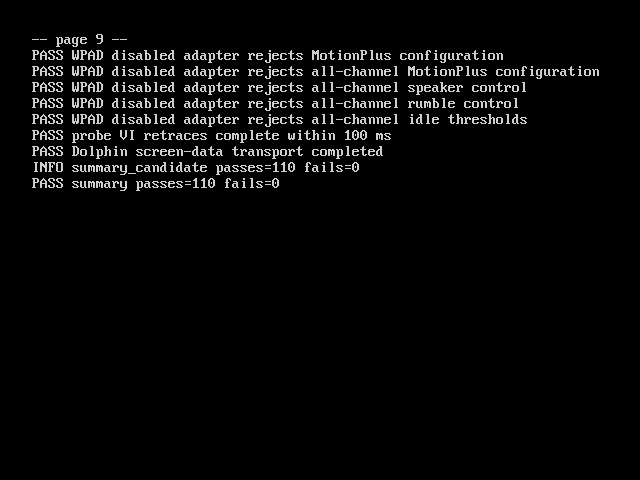 -- page 9 --
PASS WPAD disabled adapter rejects MotionPlus configuration
PASS WPAD disabled adapter rejects all-channel MotionPlus configuration
PASS WPAD disabled adapter rejects all-channel speaker control
PASS WPAD disabled adapter rejects all-channel rumble control
PASS WPAD disabled adapter rejects all-channel idle thresholds
PASS probe VI retraces complete within 100 ms
PASS Dolphin screen-data transport completed
INFO summary_candidate passes=110 fails=0
PASS summary passes=110 fails=0